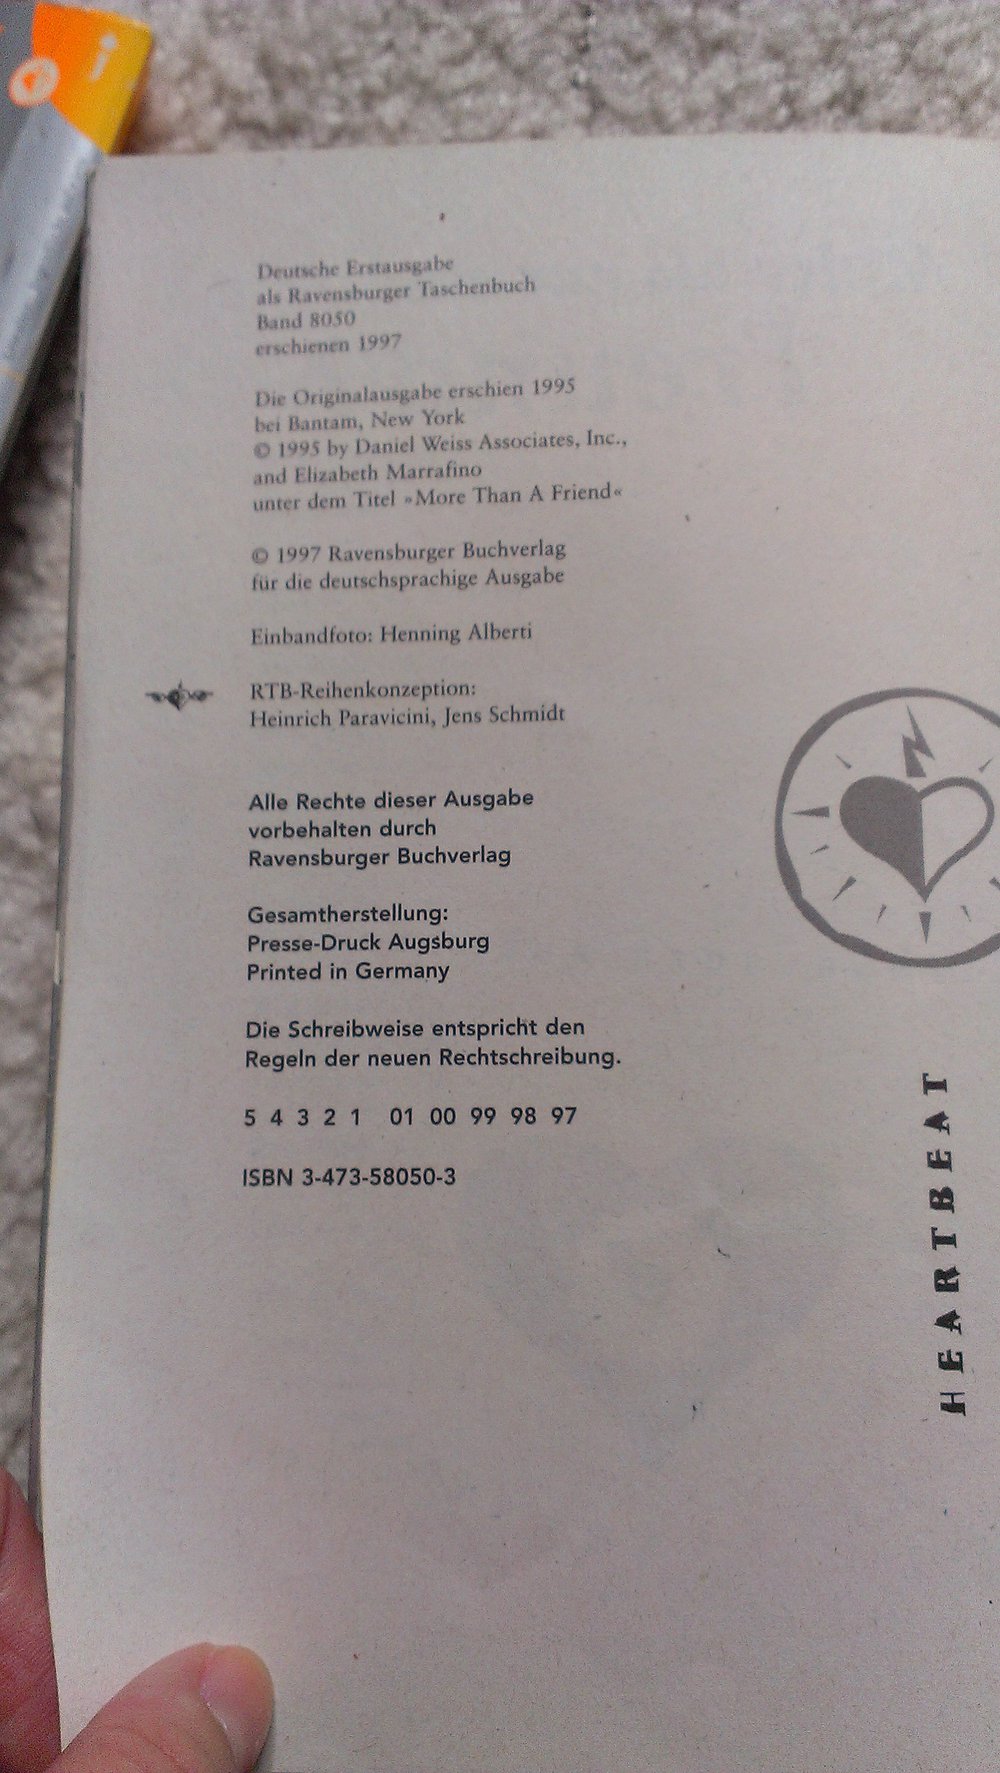 Deutsche Erstausgabe
als Ravensburger Taschenbuch
Band 8050
erschienen 1997
Die Originalausgabe erschien 1995
bei Bantam, New York
© 1995 by Daniel Weiss Associates, Inc.,
and Elizabeth Marrafino
unter dem Titel »More Than A Friend«
© 1997 Ravensburger Buchverlag
für die deutschsprachige Ausgabe
Einbandfoto: Henning Alberti
RTB-Reihenkonzeption:
Heinrich Paravicini, Jens Schmidt
Alle Rechte dieser Ausgabe
vorbehalten durch
Ravensburger Buchverlag
Gesamtherstellung:
Presse-Druck Augsburg
Printed in Germany
Die Schreibweise entspricht den
Regeln der neuen Rechtschreibung.
5 4 3 2 1 01 00 99 98 97
ISBN 3-473-58050-3
HEARTBEAT
i